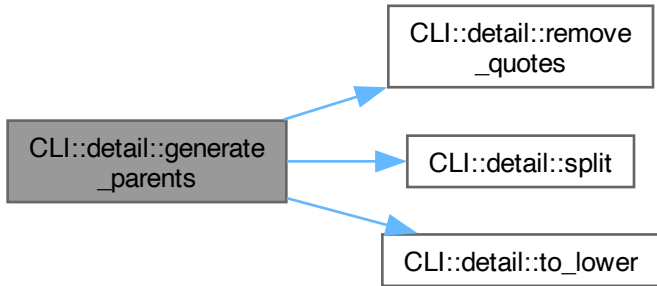 CLI::detail::generate
_parents
CLI::detail::remove
_quotes
CLI::detail::split
CLI::detail::to_lower